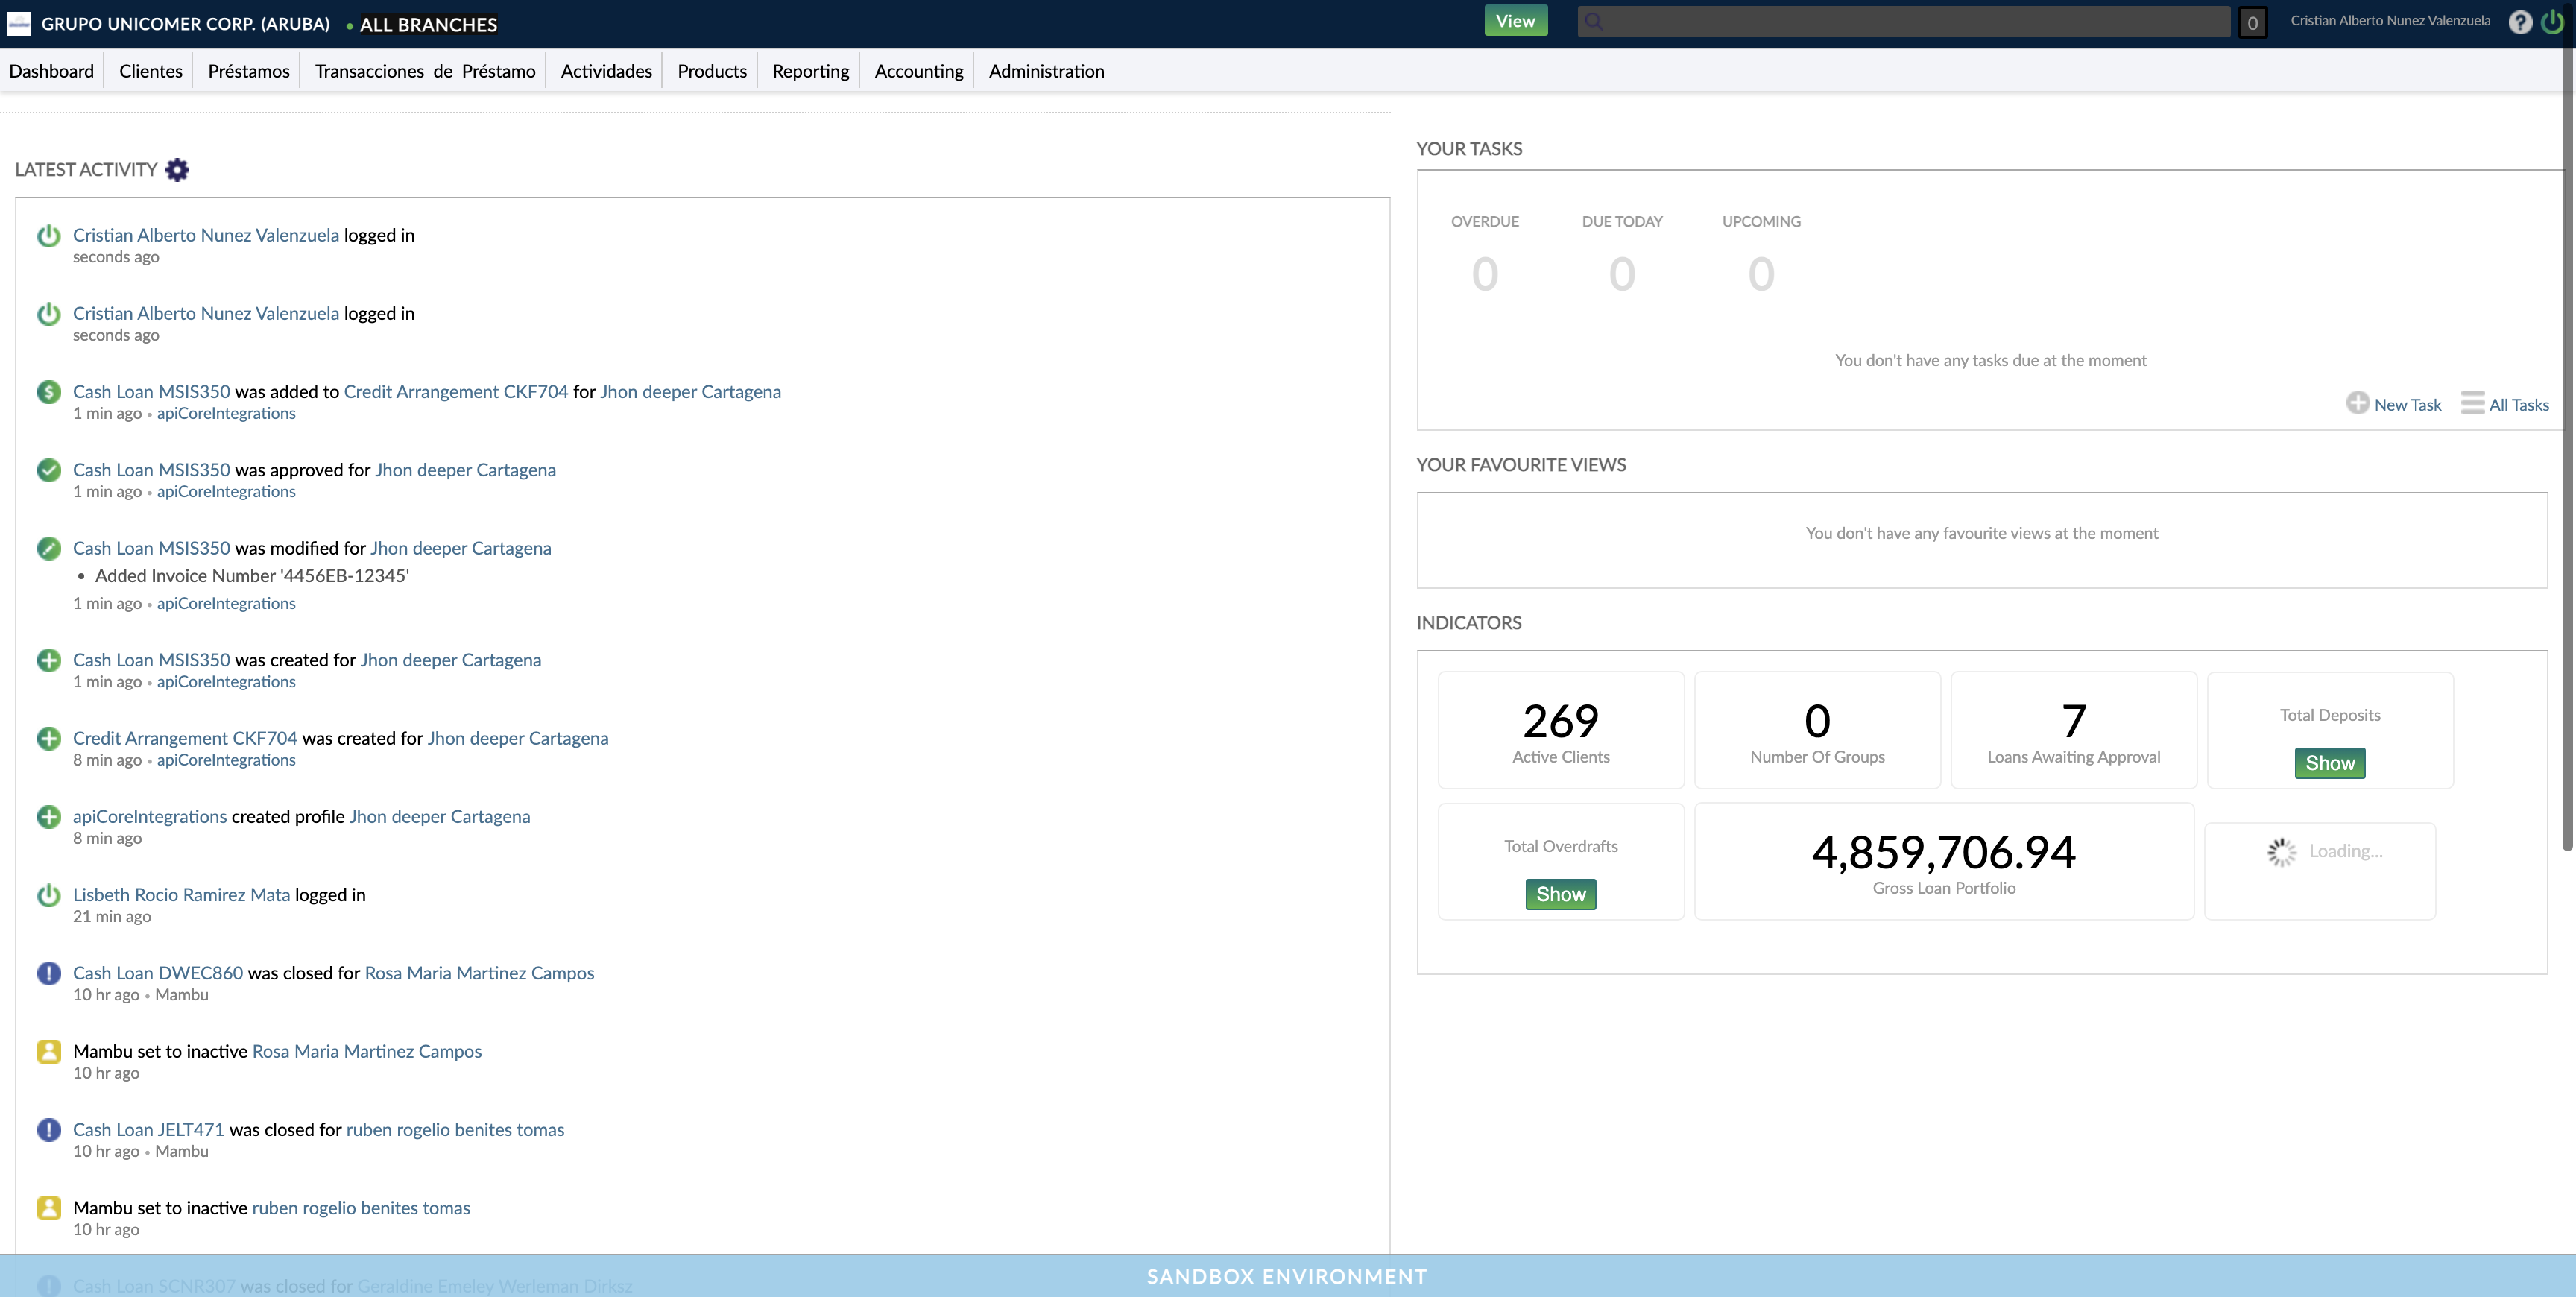 GRUPO UNICOMER CORP. (ARUBA) • ALL BRANCHES
View
0
Cristian Alberto Nunez Valenzuela
?
Dashboard
Clientes
Préstamos
Transacciones de Préstamo
Actividades
Products
Reporting
Accounting
Administration
LATEST ACTIVITY
Cristian Alberto Nunez Valenzuela logged in
seconds ago
Cristian Alberto Nunez Valenzuela logged in
seconds ago
Cash Loan MSIS350 was added to Credit Arrangement CKF704 for Jhon deeper Cartagena
1 min ago • apiCoreIntegrations
Cash Loan MSIS350 was approved for Jhon deeper Cartagena
1 min ago • apiCoreIntegrations
Cash Loan MSIS350 was modified for Jhon deeper Cartagena
• Added Invoice Number '4456EB-12345'
1 min ago • apiCoreIntegrations
Cash Loan MSIS350 was created for Jhon deeper Cartagena
1 min ago • apiCoreIntegrations
Credit Arrangement CKF704 was created for Jhon deeper Cartagena
8 min ago • apiCoreIntegrations
apiCoreIntegrations created profile Jhon deeper Cartagena
8 min ago
Lisbeth Rocio Ramirez Mata logged in
21 min ago
Cash Loan DWEC860 was closed for Rosa Maria Martinez Campos
10 hr ago • Mambu
Mambu set to inactive Rosa Maria Martinez Campos
10 hr ago
Cash Loan JELT471 was closed for ruben rogelio benites tomas
10 hr ago • Mambu
Mambu set to inactive ruben rogelio benites tomas
10 hr ago
Cash Loan SCNR307 was closed for Geraldine Emeley Werleman Dirksz
YOUR TASKS
OVERDUE
DUE TODAY
UPCOMING
0
0
0
You don't have any tasks due at the moment
New Task
All Tasks
YOUR FAVOURITE VIEWS
You don't have any favourite views at the moment
INDICATORS
269
Active Clients
0
Number Of Groups
7
Loans Awaiting Approval
Total Deposits
Show
Total Overdrafts
Show
4,859,706.94
Gross Loan Portfolio
Loading...
SANDBOX ENVIRONMENT